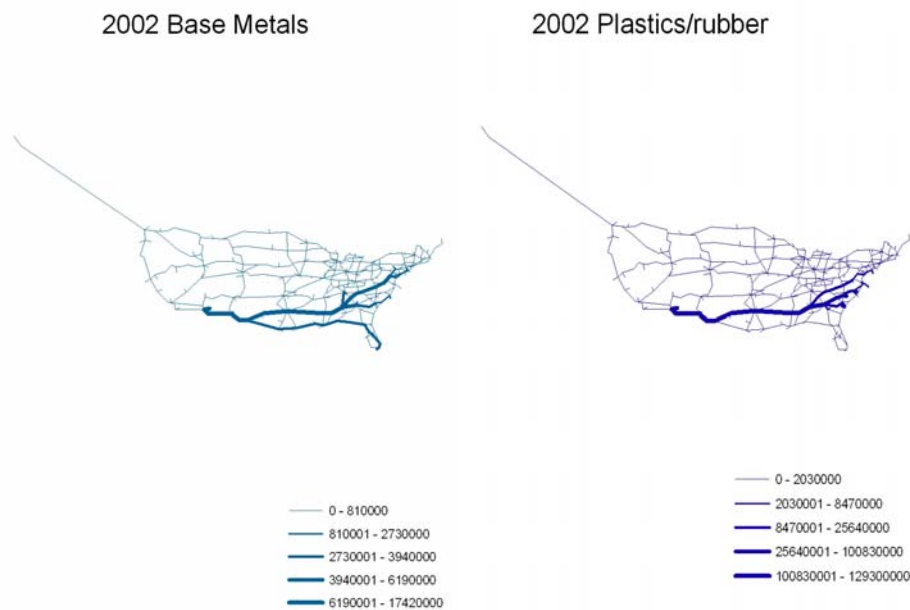 2002 Base Metals
0 - 810000
810001 - 2730000
2730001 - 3940000
3940001 - 6190000
6190001 - 17420000
2002 Plastics/rubber
0 - 2030000
2030001 - 8470000
8470001 - 25640000
25640001 - 100830000
100830001 - 129300000